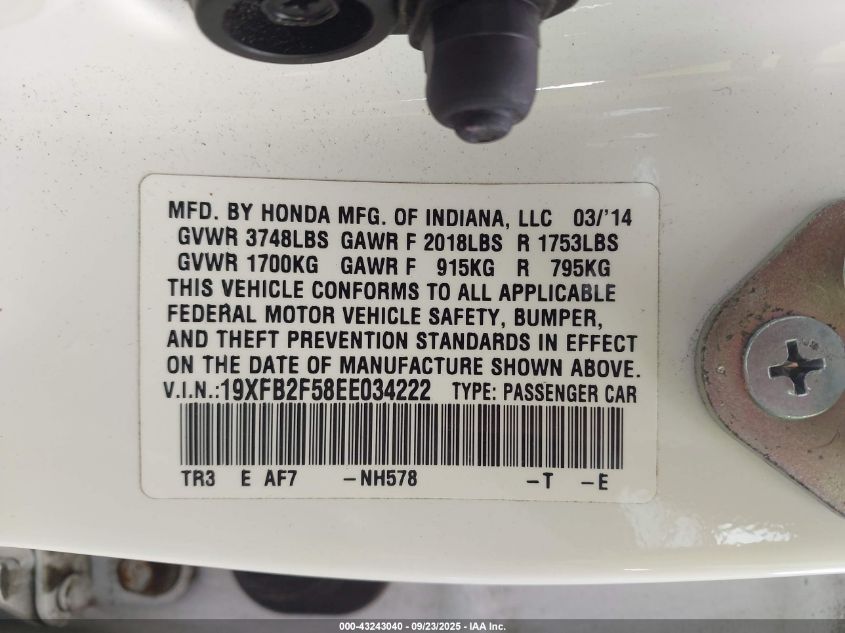 MFD. BY HONDA MFG. OF INDIANA, LLC 03/'14
GVWR 3748LBS GAWR F 2018LBS R 1753LBS
GVWR 1700KG GAWR F 915KG R 795KG
THIS VEHICLE CONFORMS TO ALL APPLICABLE
FEDERAL MOTOR VEHICLE SAFETY, BUMPER,
AND THEFT PREVENTION STANDARDS IN EFFECT
ON THE DATE OF MANUFACTURE SHOWN ABOVE.
V.I.N.:19XFB2F58EE034222 TYPE: PASSENGER CAR
TR3 E AF7 -NH578 -T -E
000-43243040 - 09/23/2025 - IAA Inc.